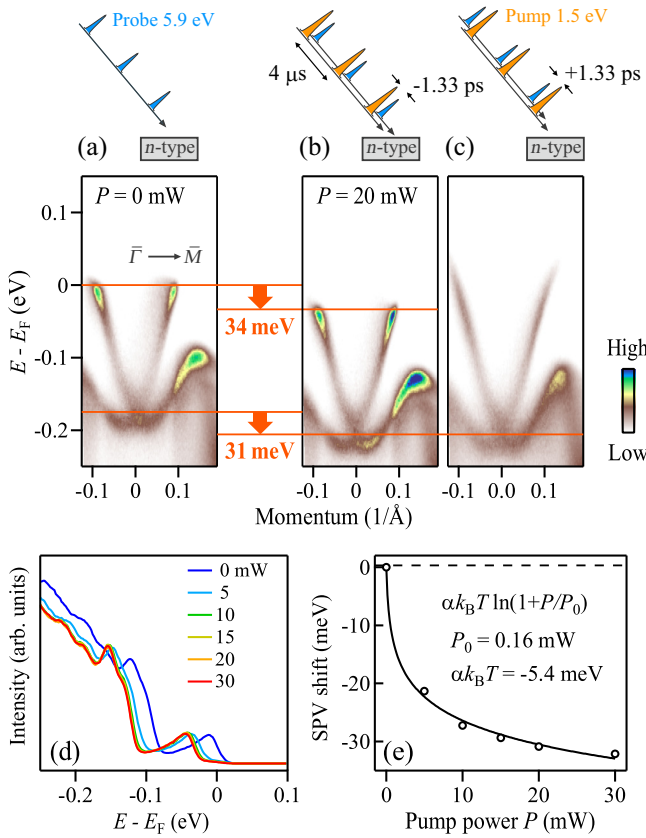 Probe 5.9 eV
Pump 1.5 eV
4 μs
-1.33 ps
+1.33 ps
(a)
n-type
(b)
n-type
(c)
P = 0 mW
P = 20 mW
Γ̄ → M̄
0.1
0
-0.1
-0.2
E - E_F (eV)
34 meV
31 meV
High
Low
-0.1 0.1
-0.1 0.1
-0.1 0.1
Momentum (1/Å)
Intensity (arb. units)
0 mW
5
10
15
20
30
(d)
-0.2 -0.1 0 0.1
E - E_F (eV)
SPV shift (meV)
0
-10
-20
-30
αk_BT ln(1+P/P_0)
P_0 = 0.16 mW
αk_BT = -5.4 meV
(e)
0 10 20 30
Pump power P (mW)